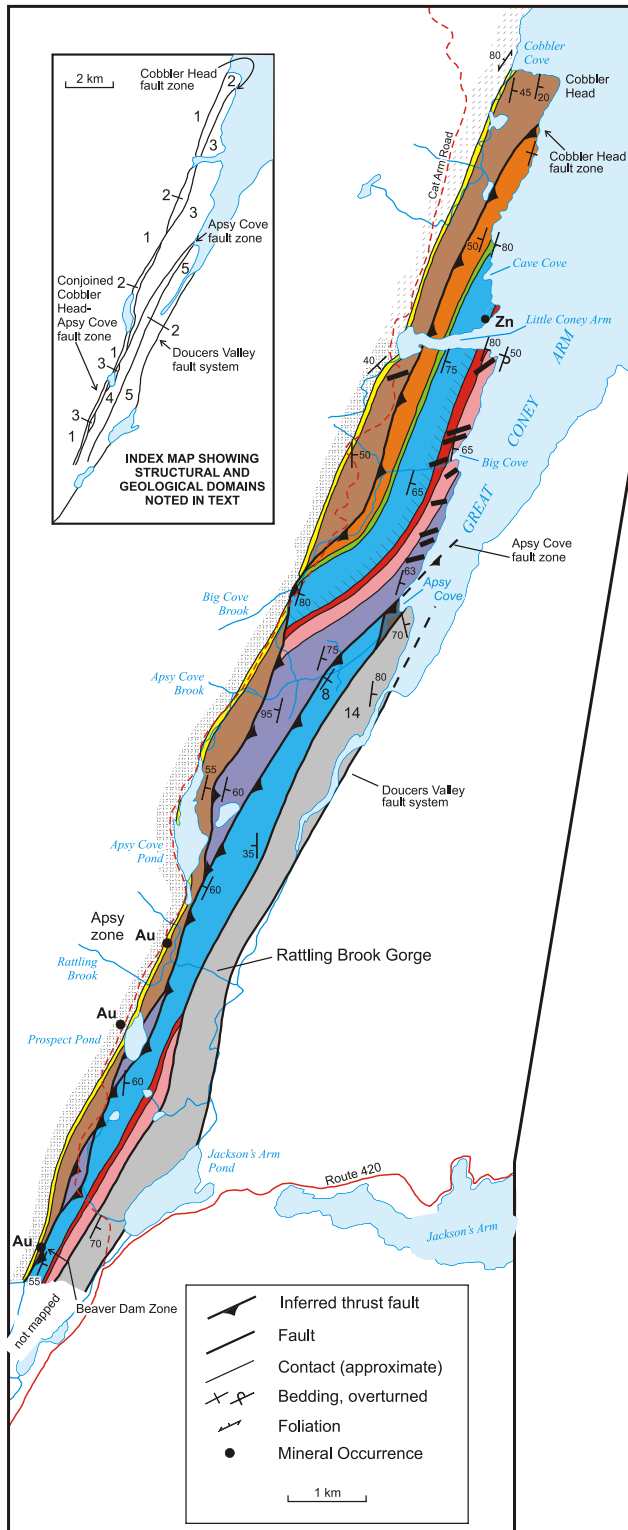 2 km
Cobbler Head
fault zone
2
1
3
2
1
3
Apsy Cove
fault zone
5
Conjoined
Cobbler
Head-
Apsy Cove
fault zone
2
2
1
3
4
5
3
1
Doucers Valley
fault system
INDEX MAP SHOWING
STRUCTURAL AND
GEOLOGICAL DOMAINS
NOTED IN TEXT
80
Cobbler
Cove
Cobbler
Head
45
20
Cat Arm Road
Cobbler Head
fault zone
50
80
Cave Cove
Zn
Little Coney Arm
40
75
80
50
GREAT CONEY ARM
50
65
65
Big Cove
Apsy Cove
fault zone
63
Apsy
Cove
Big Cove
Brook
80
70
75
Apsy Cove
Brook
8
80
95
14
55
60
Doucers Valley
fault system
Apsy Cove
Pond
35
60
Apsy
zone
Au
Rattling Brook Gorge
Rattling
Brook
Au
Prospect Pond
60
Jackson's Arm
Pond
Route 420
Jackson's Arm
Au
70
55
Beaver Dam Zone
not mapped
Inferred thrust fault
Fault
Contact (approximate)
Bedding, overturned
Foliation
Mineral Occurrence
1 km